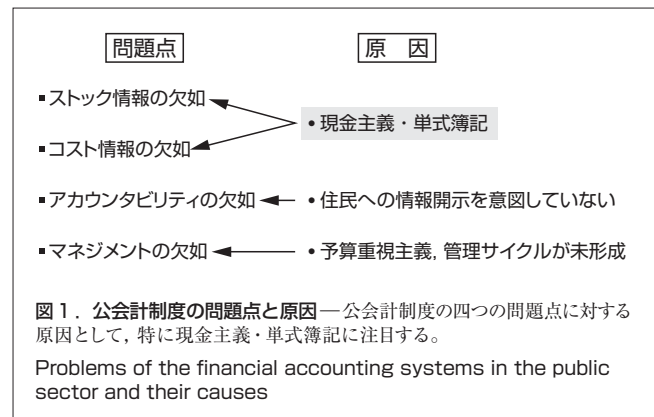 問題点
原 因
▪ストック情報の欠如
•現金主義・単式簿記
▪コスト情報の欠如
▪アカウンタビリティの欠如
•住民への情報開示を意図していない
▪マネジメントの欠如
•予算重視主義，管理サイクルが未形成
図1．公会計制度の問題点と原因―公会計制度の四つの問題点に対する
原因として，特に現金主義・単式簿記に注目する。
Problems of the financial accounting systems in the public
sector and their causes